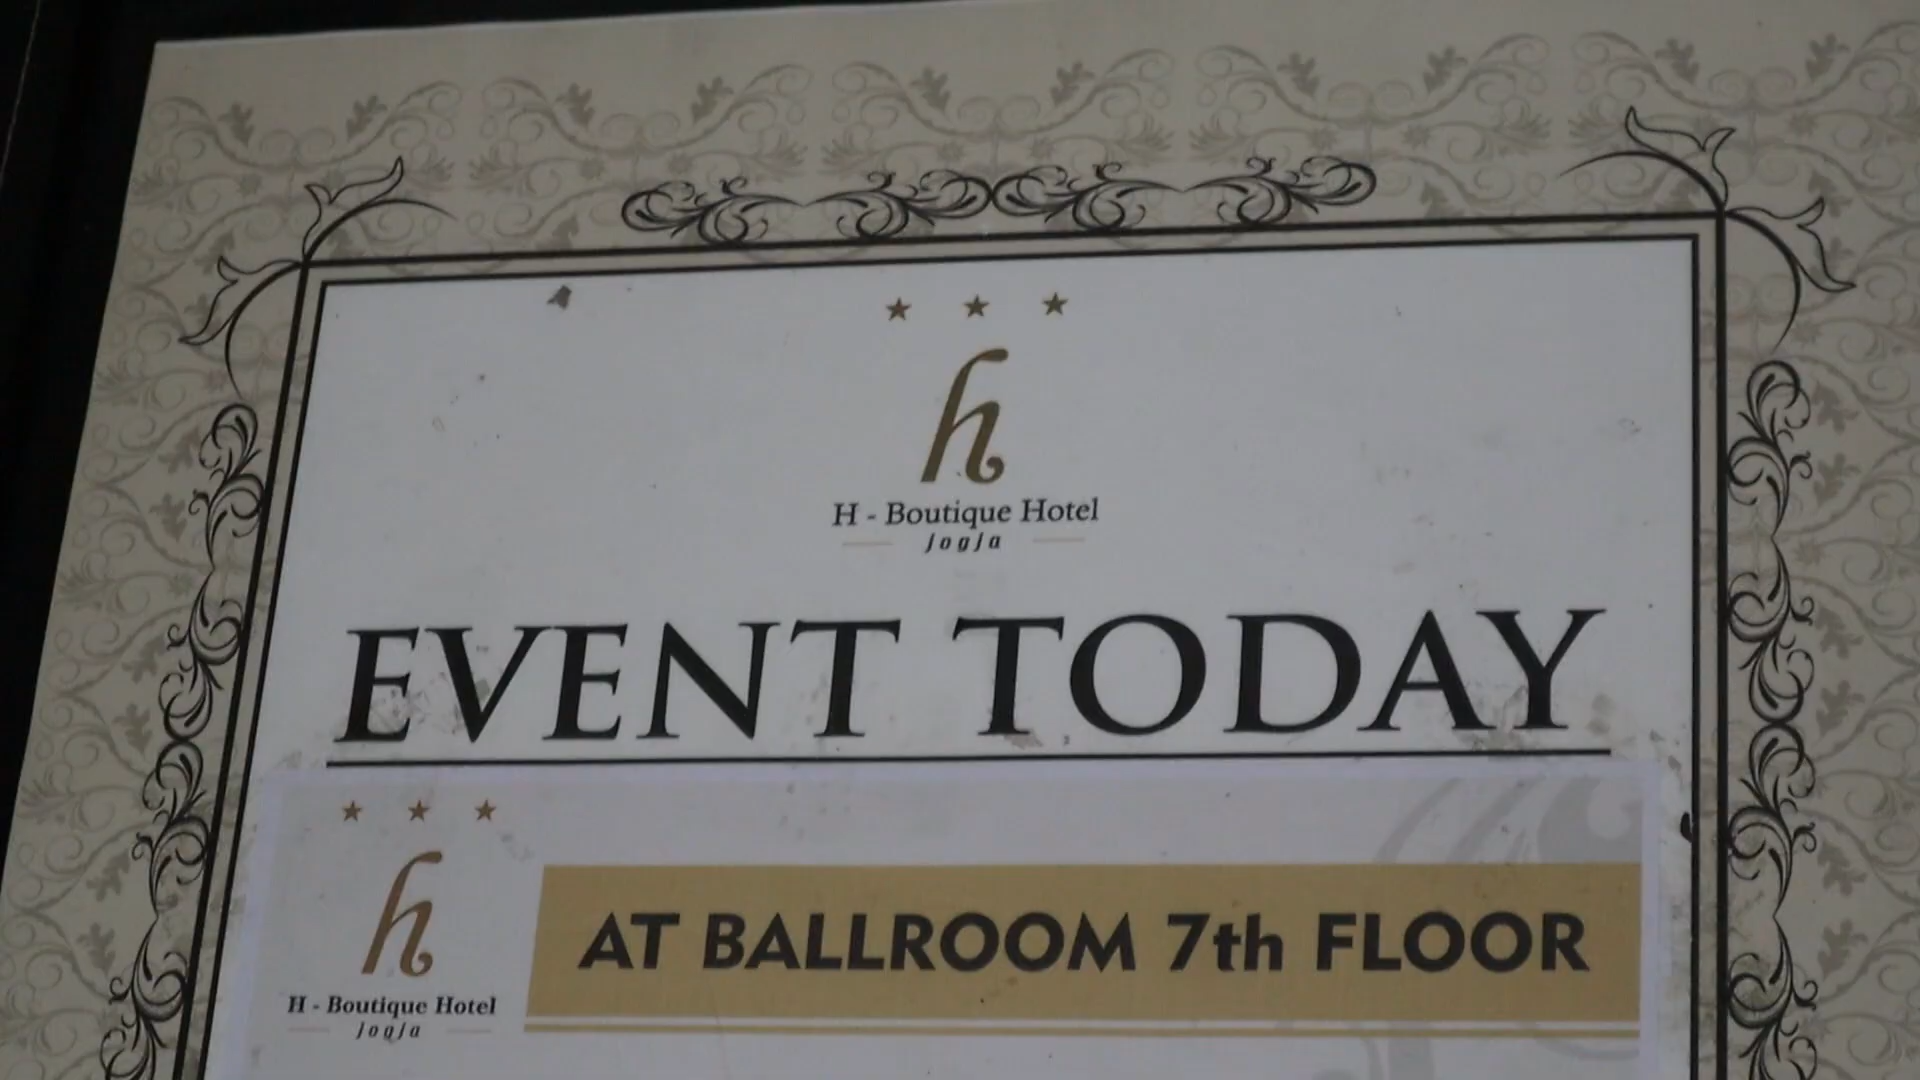 h
H - Boutique Hotel
Jogja
EVENT TODAY
h
H - Boutique Hotel
Jogja
AT BALLROOM 7th FLOOR